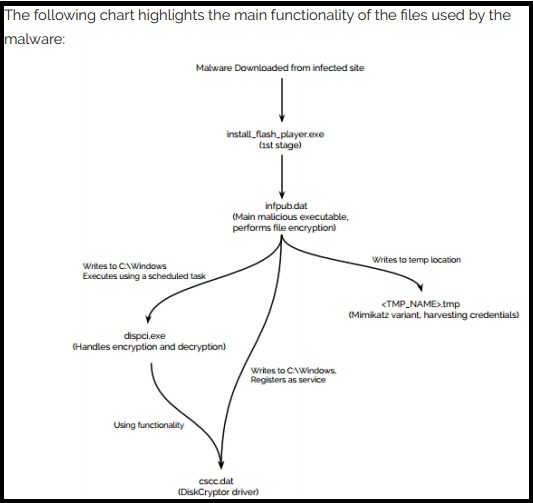 The following chart highlights the main functionality of the files used by the
malware:
Malware Downloaded from infected site
install_flash_player.exe
(1st stage)
infpub.dat
(Main malicious executable,
performs file encryption)
Writes to C:\Windows
Executes using a scheduled task
Writes to temp location
<TMP_NAME>.tmp
(Mimikatz variant, harvesting credentials)
dispci.exe
(Handles encryption and decryption)
Writes to C:\Windows,
Registers as service
Using functionality
cscc.dat
(DiskCryptor driver)